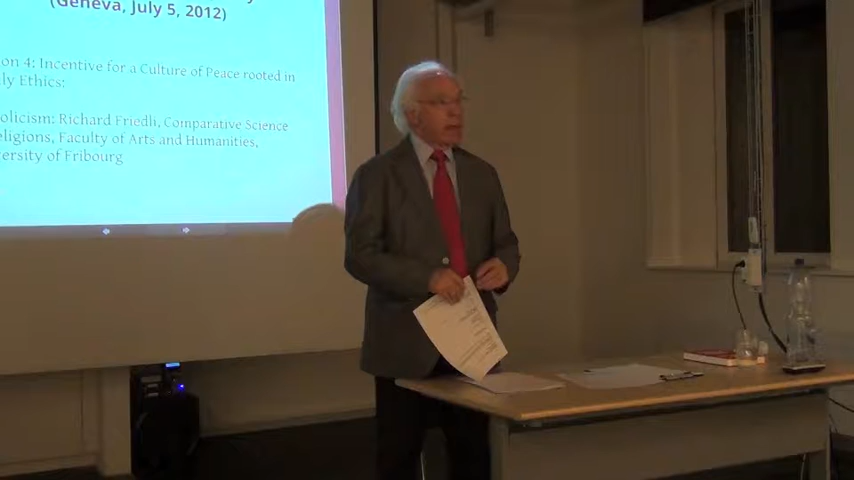 (Geneva, July 5, 2012)
on 4: Incentive for a Culture of Peace rooted in
ly Ethics:
olicism: Richard Friedli, Comparative Science
eligions, Faculty of Arts and Humanities,
ersity of Fribourg